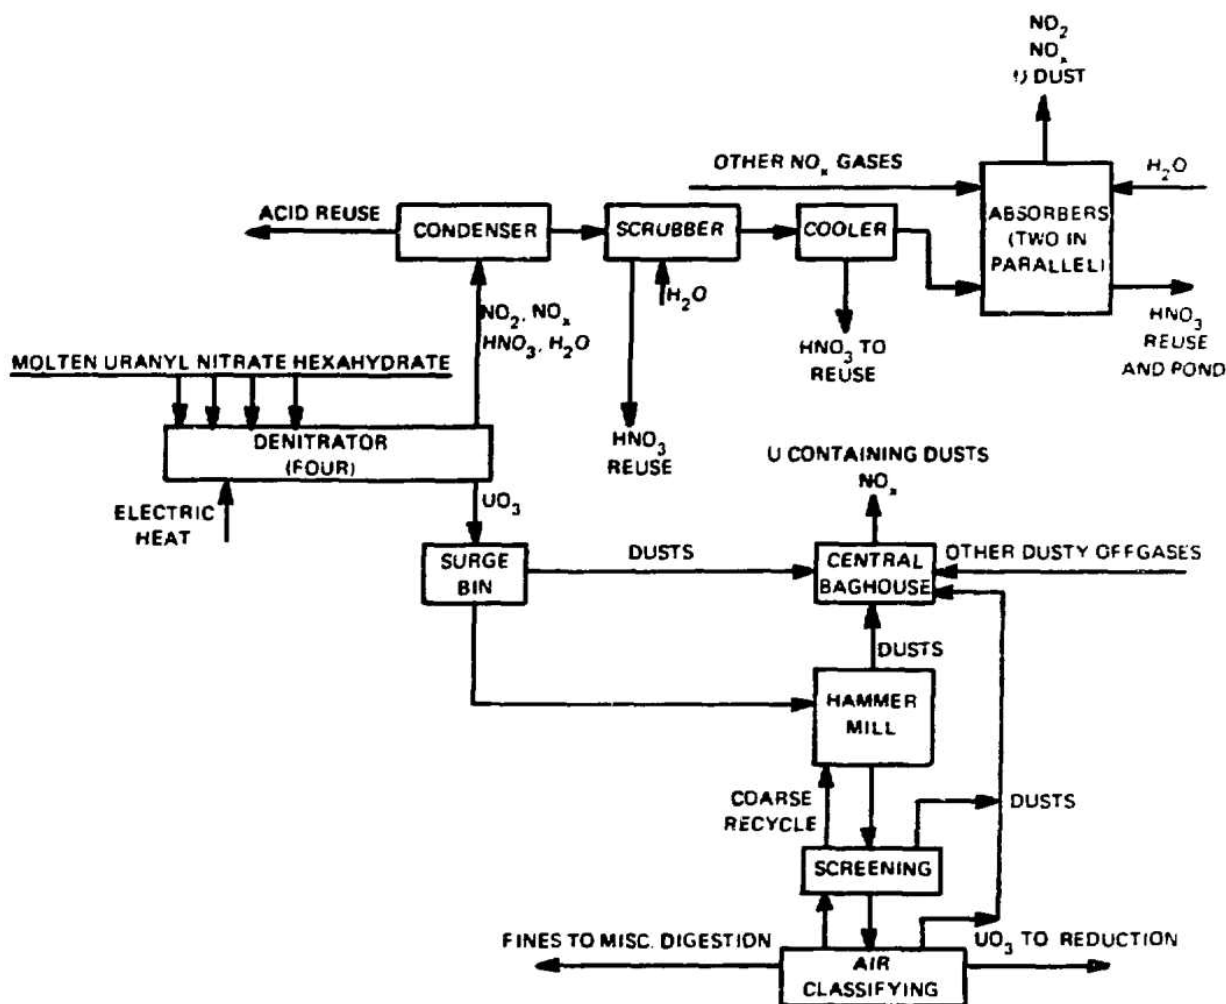 NO₂
NOₓ
U DUST
OTHER NOₓ GASES
H₂O
ACID REUSE
CONDENSER
SCRUBBER
COOLER
ABSORBERS
(TWO IN
PARALLEL)
H₂O
NO₂, NOₓ
HNO₃, H₂O
HNO₃ TO
REUSE
HNO₃
REUSE
AND POND
MOLTEN URANYL NITRATE HEXAHYDRATE
DENITRATOR
(FOUR)
HNO₃
REUSE
U CONTAINING DUSTS
NOₓ
ELECTRIC
HEAT
UO₃
SURGE
BIN
DUSTS
CENTRAL
BAGHOUSE
OTHER DUSTY OFFGASES
DUSTS
HAMMER
MILL
COARSE
RECYCLE
DUSTS
SCREENING
FINES TO MISC. DIGESTION
UO₃ TO REDUCTION
AIR
CLASSIFYING